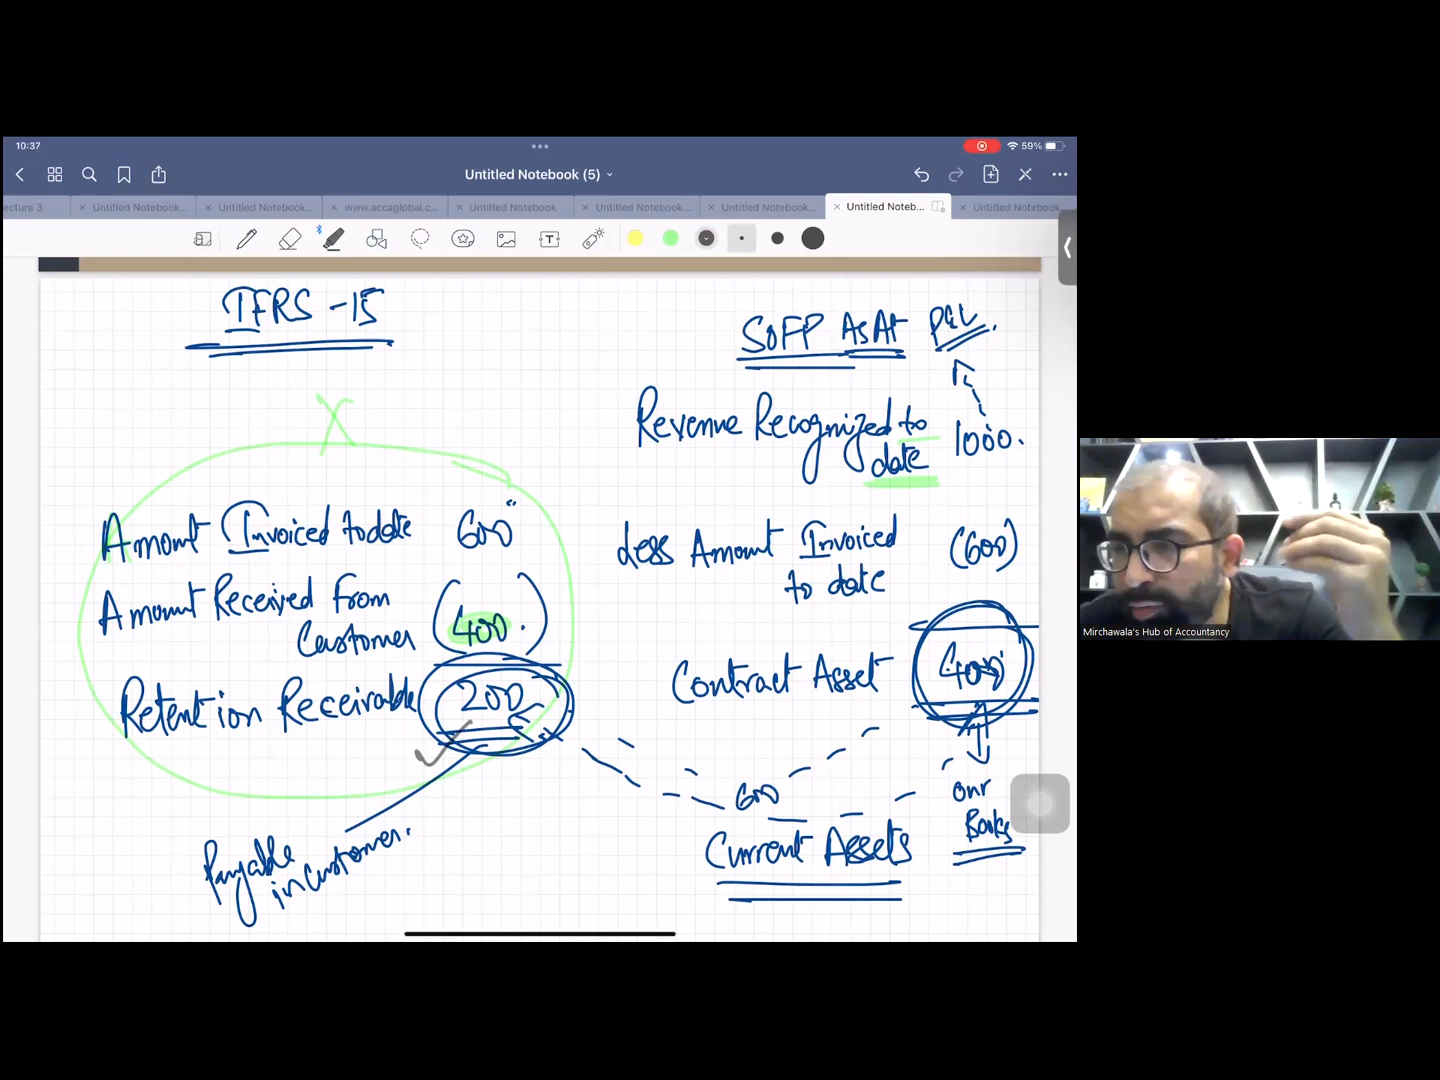 10:37
59%
Untitled Notebook (5)
ecture 3
Untitled Notebook...
Untitled Notebook...
www.accaglobal.c...
Untitled Notebook
Untitled Notebook...
Untitled Notebook...
Untitled Noteb...
Untitled Notebook
IFRS -15
X
Amount Invoiced to date 600
Amount Received From
Customer (400.)
Retention Receivable 200
Payable
in customer.
SOFP As At P&L.
Revenue Recognized to
date 1000.
Less Amount Invoiced
to date (600)
Contract Asset 400
600
Current Assets
our
Books
Mirchawala's Hub of Accountancy